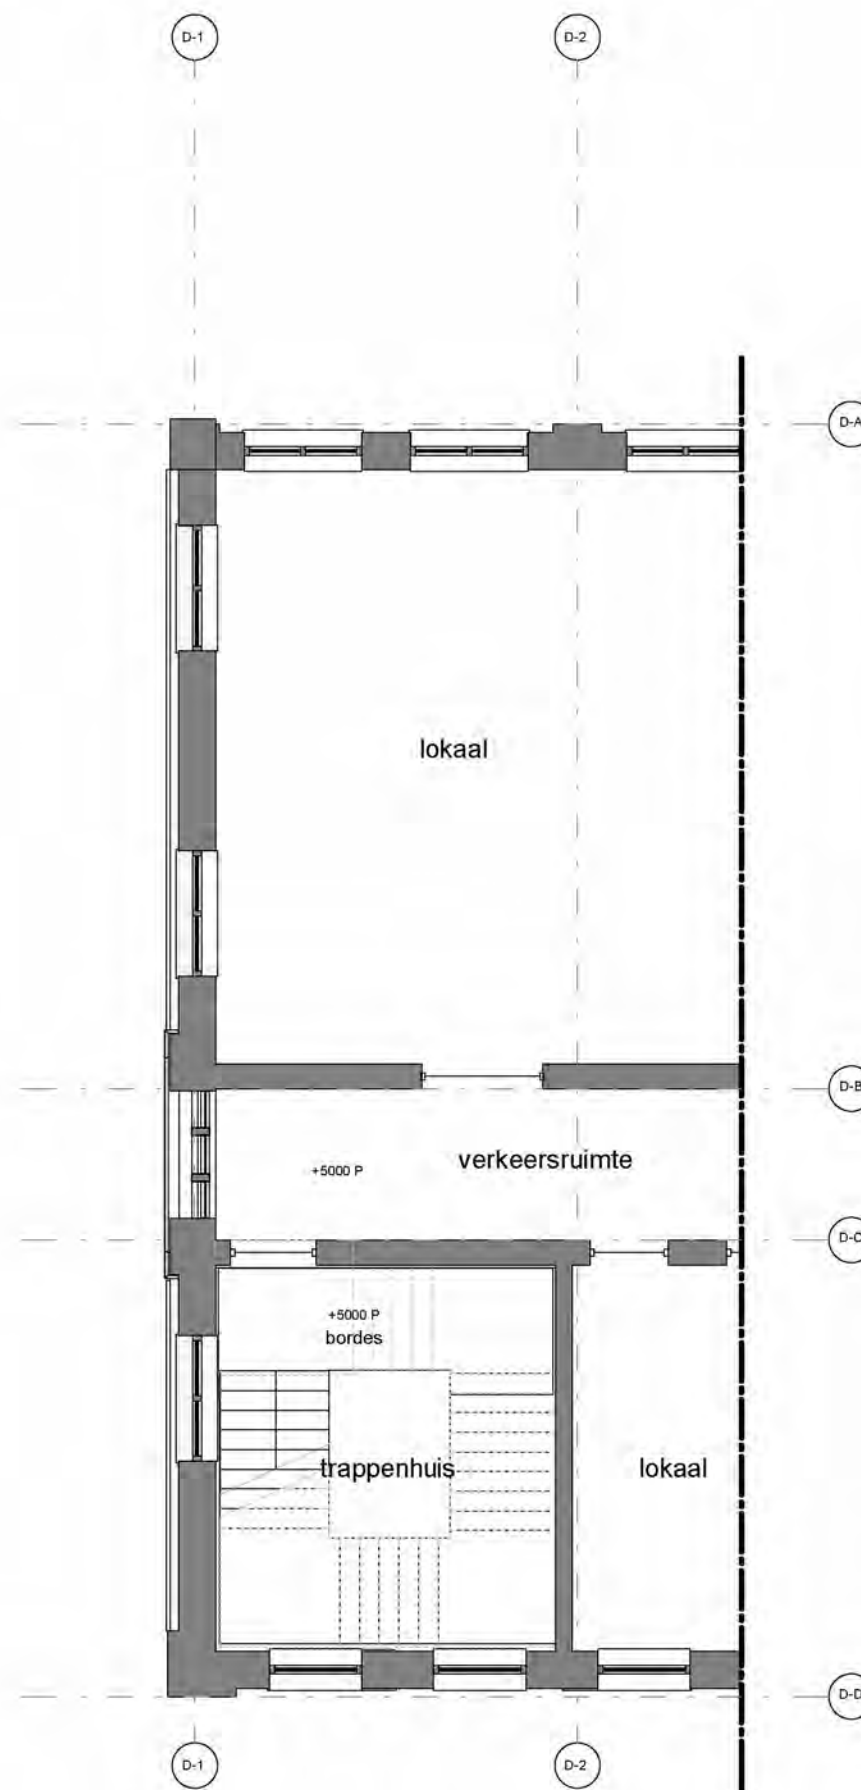 D-1
D-2
D-A
lokaal
D-B
verkeersruimte
+5000 P
D-C
+5000 P
bordes
trappenhuis
lokaal
D-D
D-1
D-2